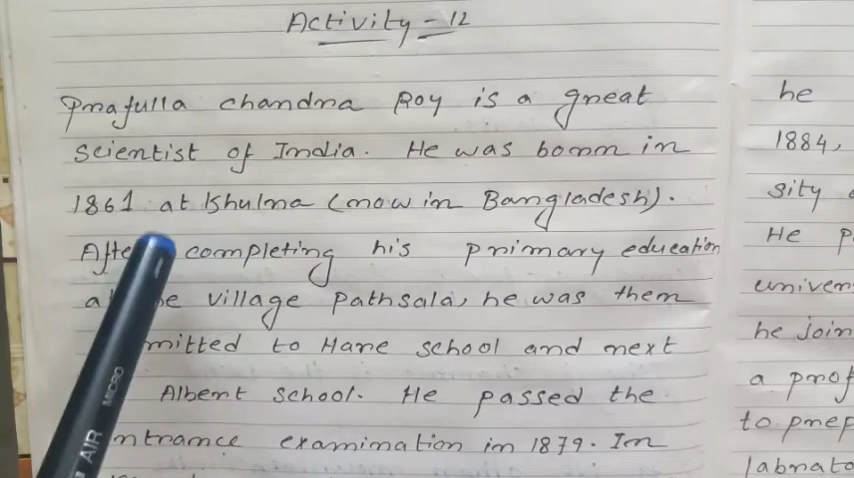 Activity - 12
Prafulla chandra Roy is a great
Scientist of India. He was born in
1861 at Khulna (now in Bangladesh).
After completing his primary education
village pathsala, he was then
mitted to Hare school and next
Albert school. He passed the
ntrance examination in 1879. In
he
1884,
sity
He
univer
he join
a prof
to prep
labrato
MICRO
AIR